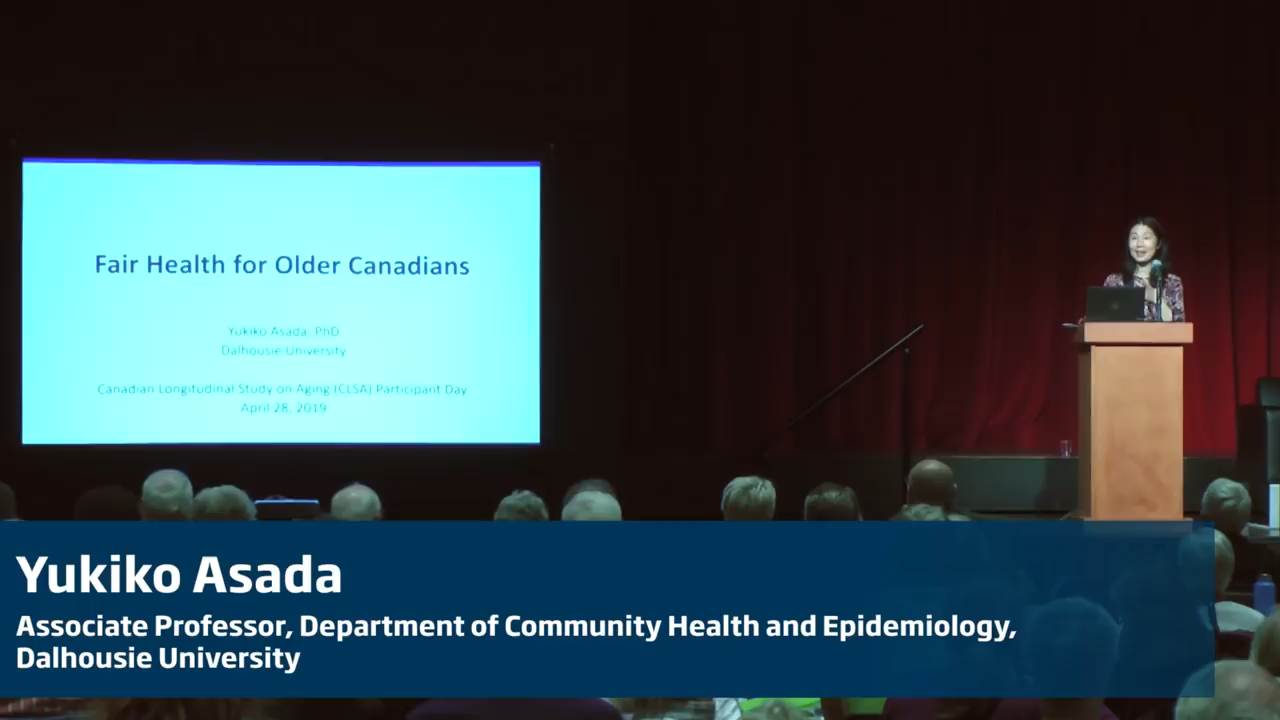 Fair Health for Older Canadians
Yukiko Asada, PhD
Dalhousie University
Canadian Longitudinal Study on Aging (CLSA) Participant Day
April 28, 2019
Yukiko Asada
Associate Professor, Department of Community Health and Epidemiology,
Dalhousie University